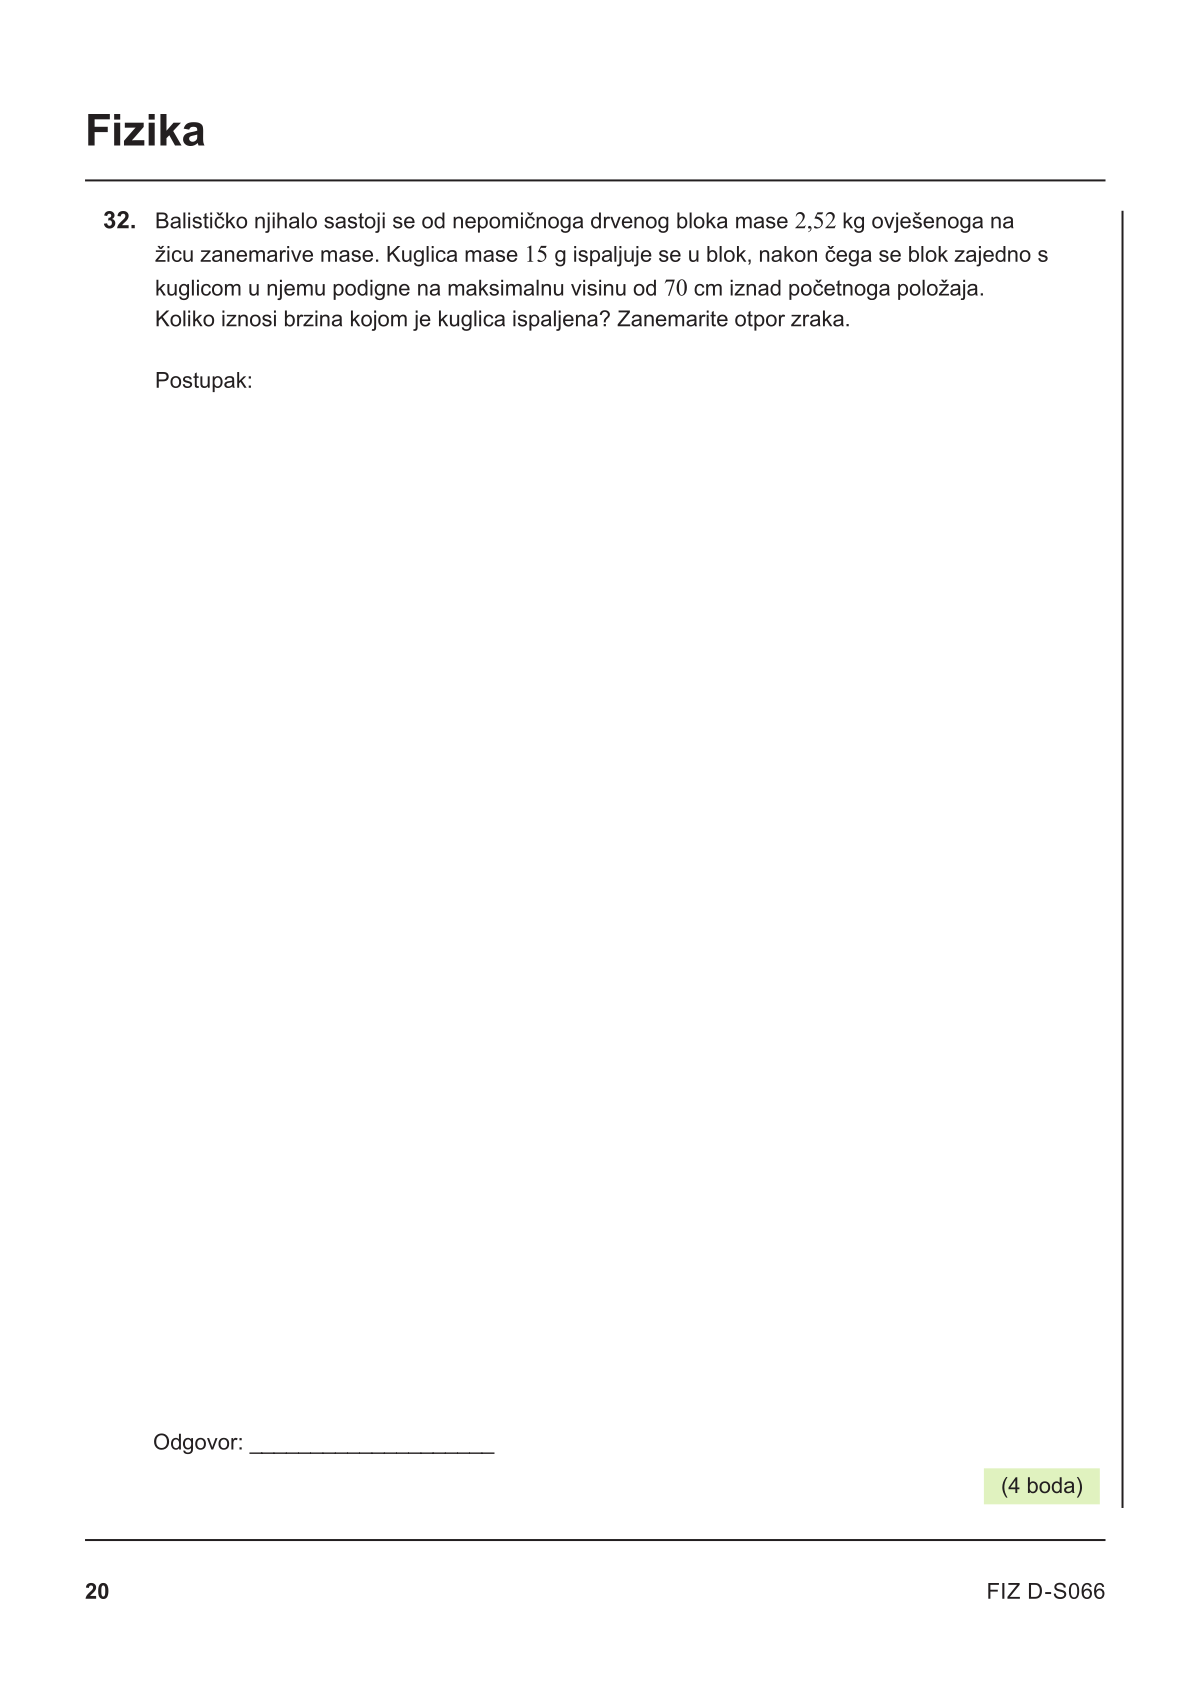 Fizika
32. Balističko njihalo sastoji se od nepomičnoga drvenog bloka mase 2,52 kg ovješenoga na
žicu zanemarive mase. Kuglica mase 15 g ispaljuje se u blok, nakon čega se blok zajedno s
kuglicom u njemu podigne na maksimalnu visinu od 70 cm iznad početnoga položaja.
Koliko iznosi brzina kojom je kuglica ispaljena? Zanemarite otpor zraka.
Postupak:
Odgovor: ____________________
(4 boda)
20
FIZ D-S066